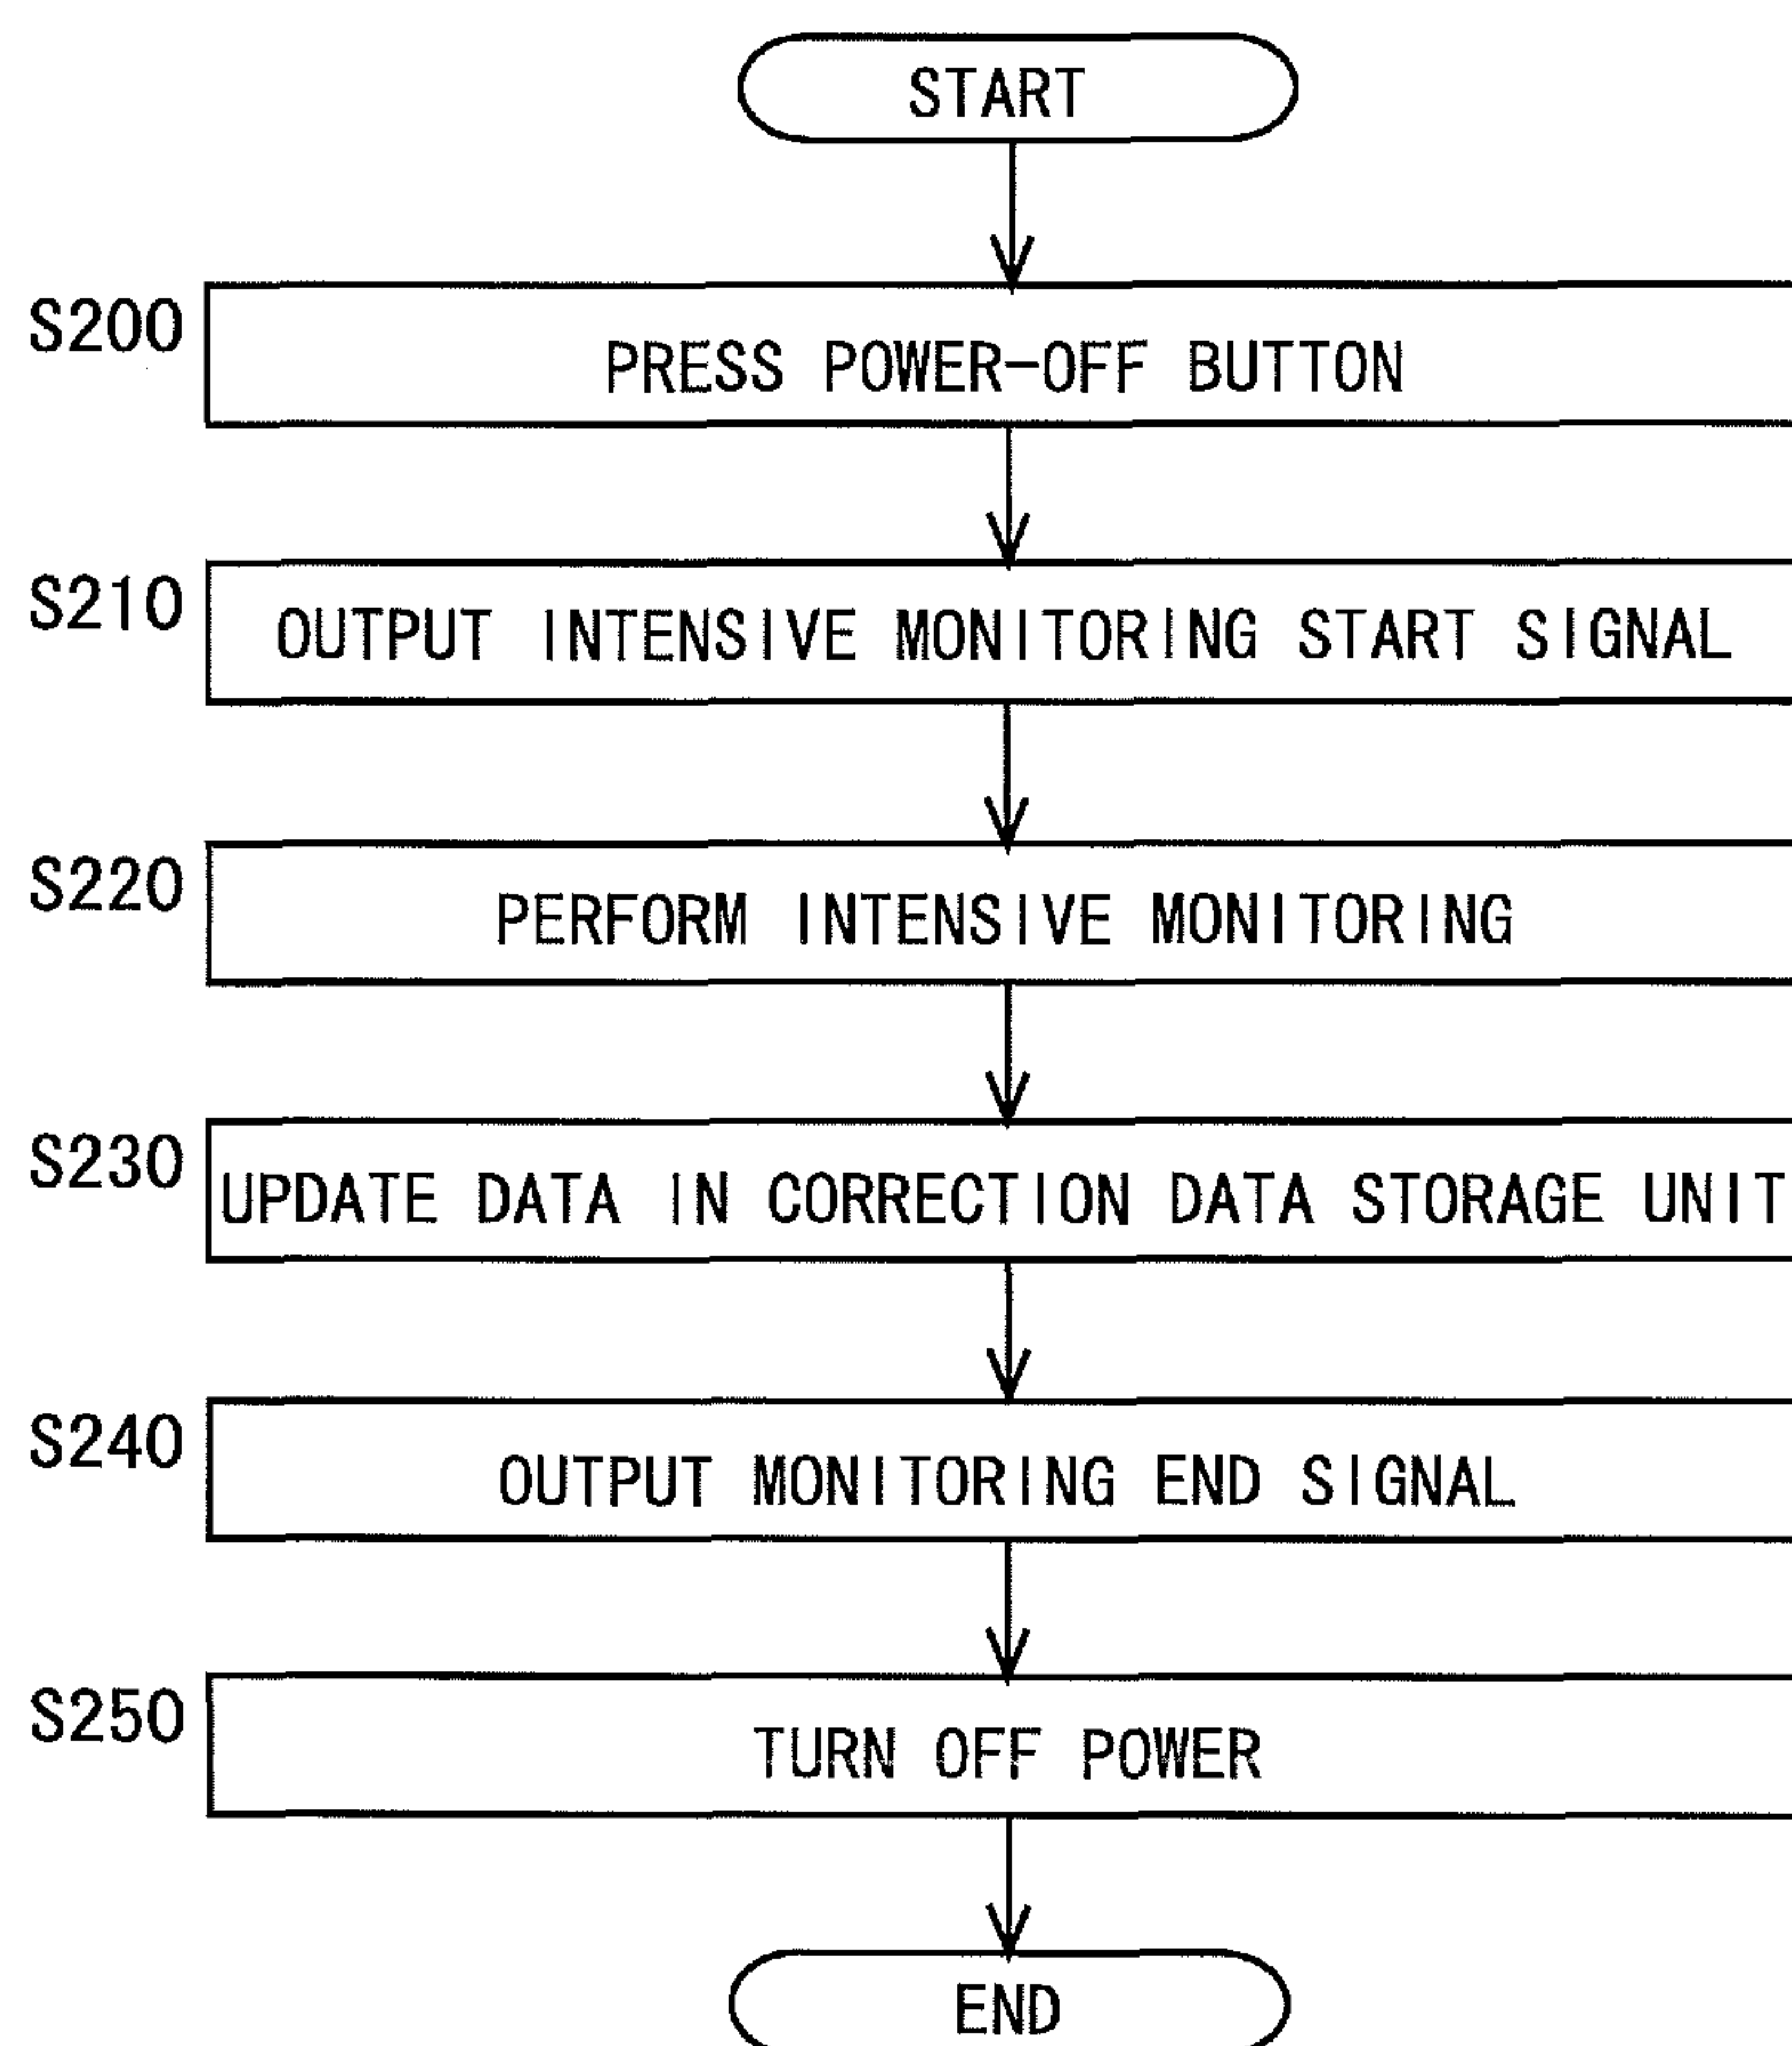 START
S200
PRESS POWER-OFF BUTTON
S210
OUTPUT INTENSIVE MONITORING START SIGNAL
S220
PERFORM INTENSIVE MONITORING
S230
UPDATE DATA IN CORRECTION DATA STORAGE UNIT
S240
OUTPUT MONITORING END SIGNAL
S250
TURN OFF POWER
END